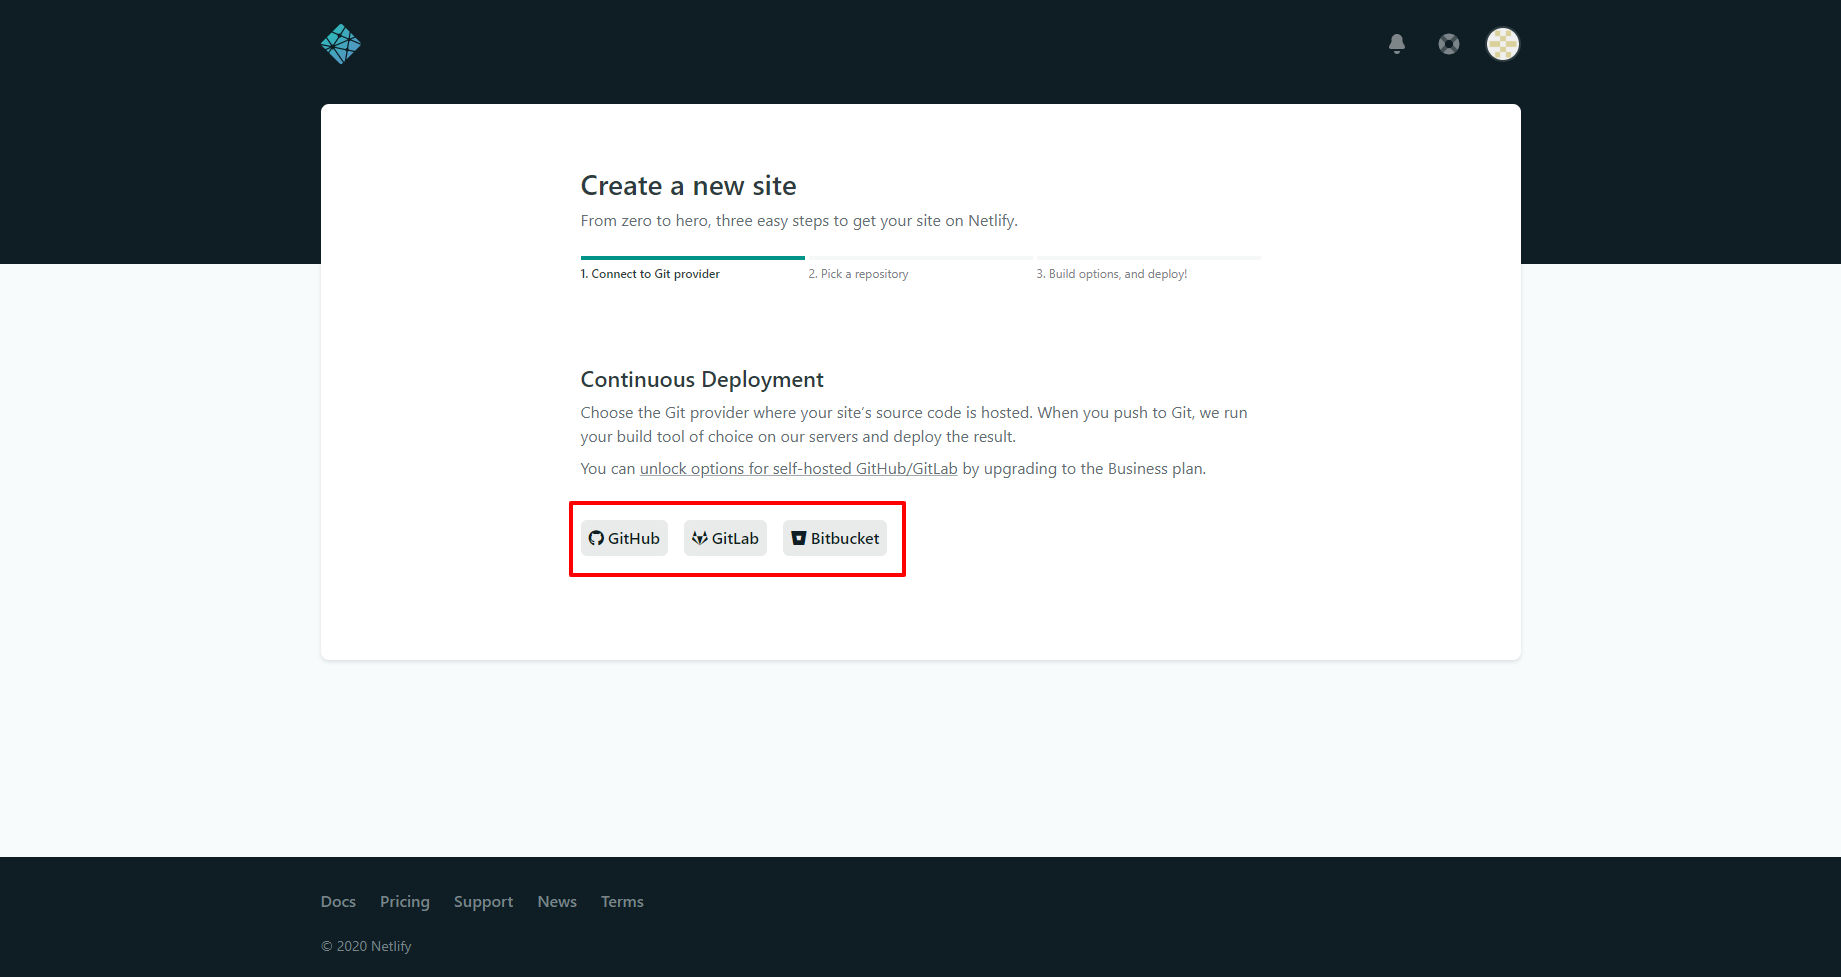 Create a new site
From zero to hero, three easy steps to get your site on Netlify.
1. Connect to Git provider
2. Pick a repository
3. Build options, and deploy!
Continuous Deployment
Choose the Git provider where your site's source code is hosted. When you push to Git, we run
your build tool of choice on our servers and deploy the result.
You can unlock options for self-hosted GitHub/GitLab by upgrading to the Business plan.
GitHub GitLab Bitbucket
Docs Pricing Support News Terms
© 2020 Netlify